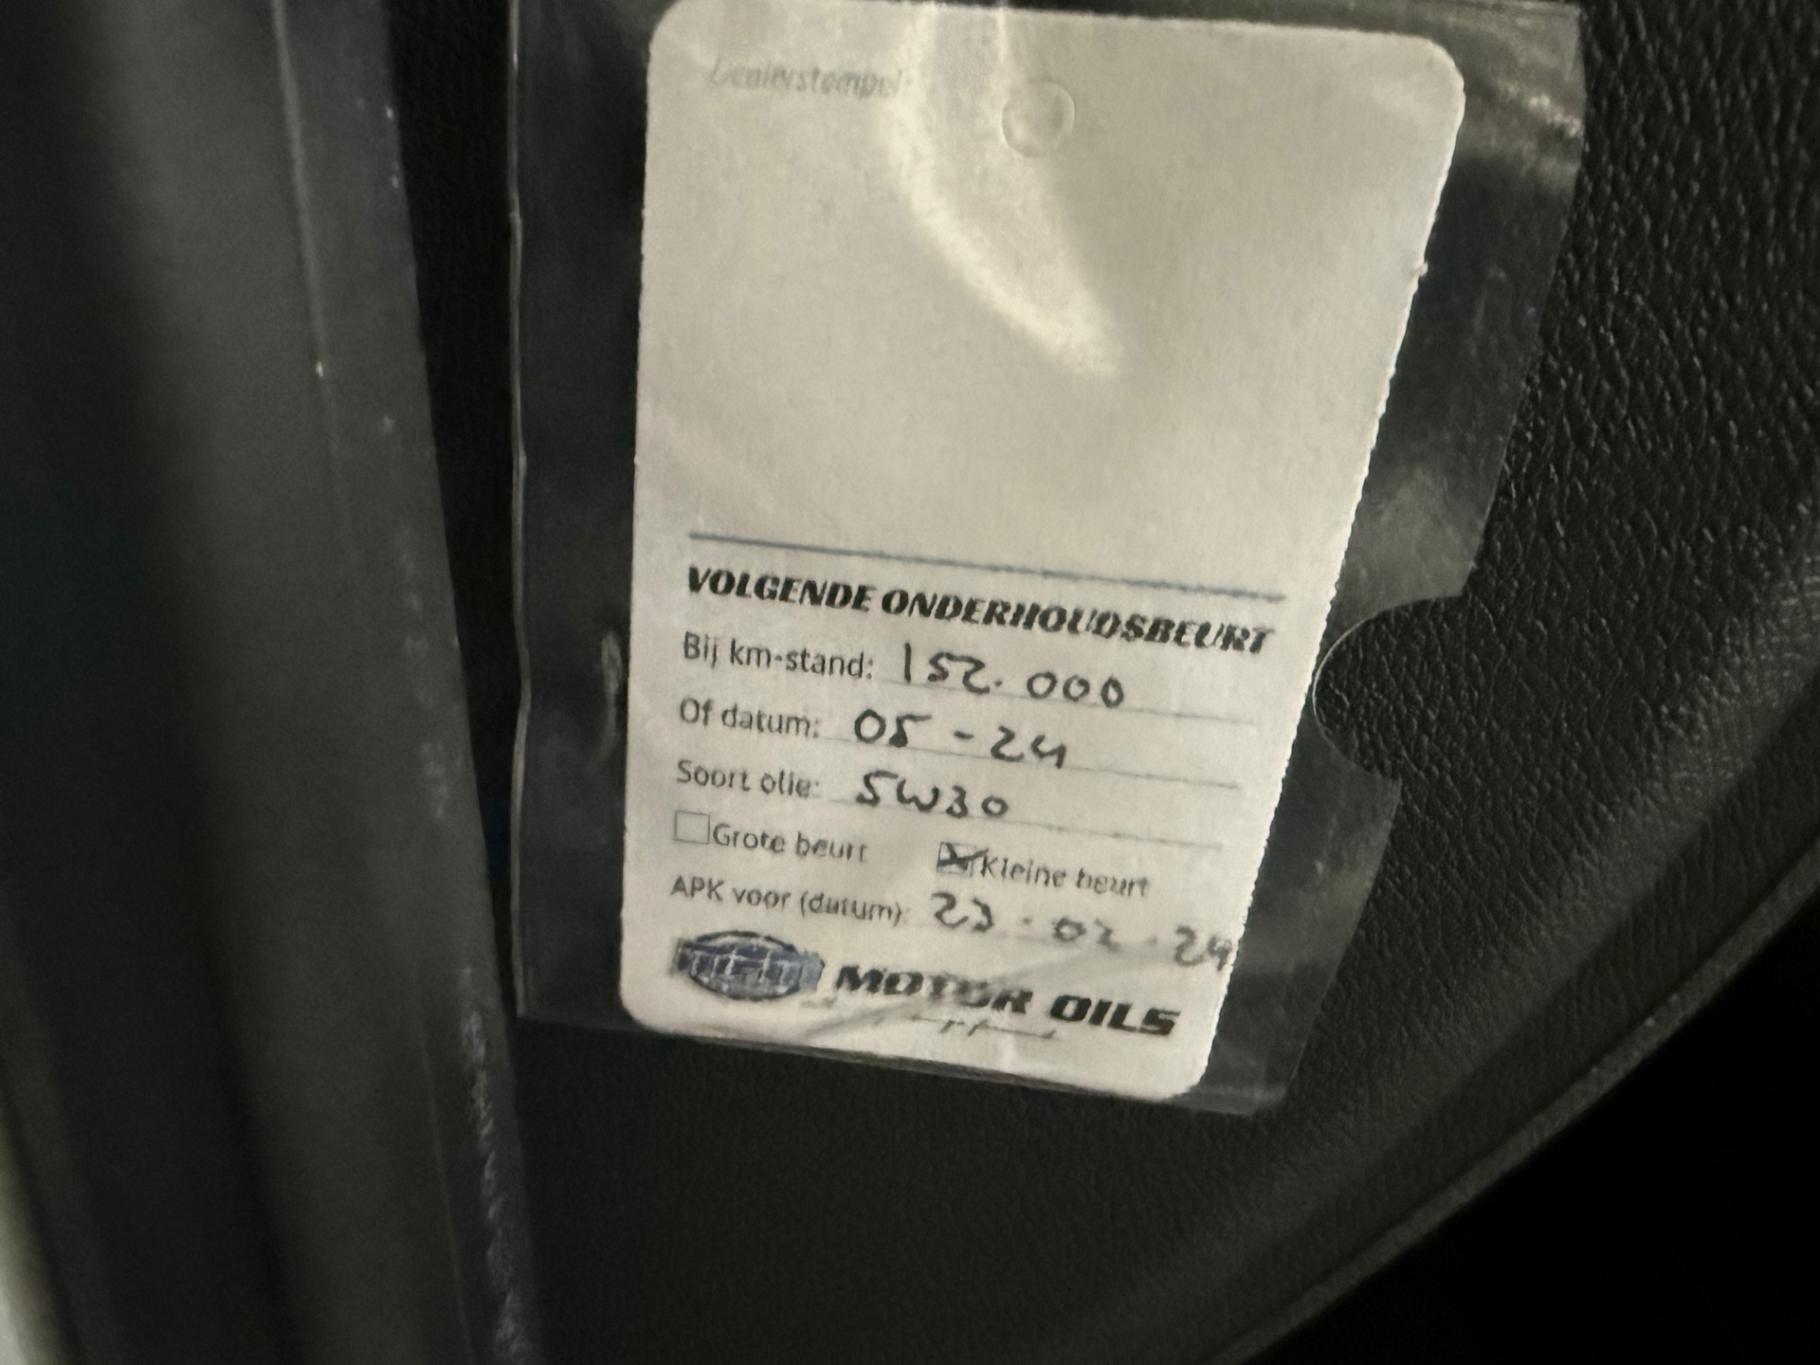 Dealerstempel:
VOLGENDE ONDERHOUDSBEURT
Bij km-stand: 152.000
Of datum: 05-24
Soort olie: 5W30
Grote beurt Kleine beurt
APK voor (datum): 23-02-24
MOTOR OILS